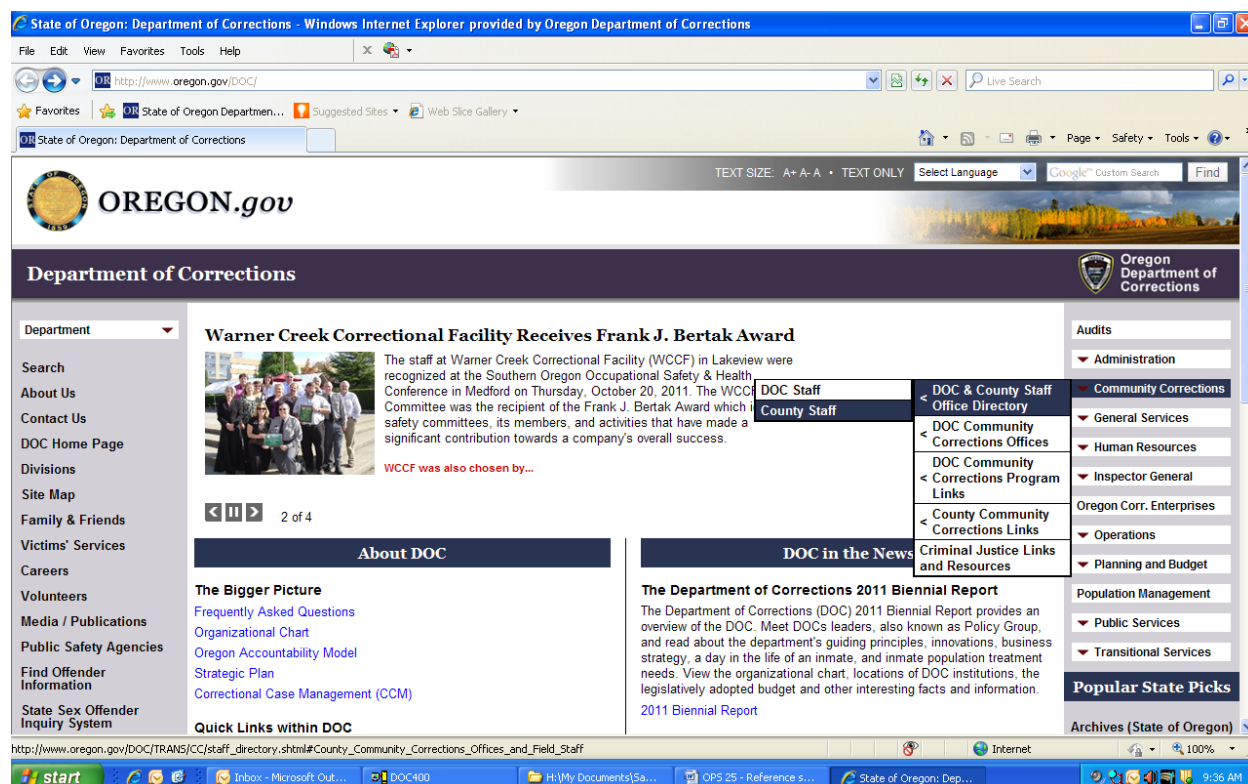 State of Oregon: Department of Corrections - Windows Internet Explorer provided by Oregon Department of Corrections
File Edit View Favorites Tools Help
http://www.oregon.gov/DOC/
Live Search
Favorites State of Oregon Departmen... Suggested Sites Web Slice Gallery
State of Oregon: Department of Corrections
Page Safety Tools
TEXT SIZE: A+ A- A • TEXT ONLY Select Language Google™ Custom Search Find
OREGON.gov
Department of Corrections
Oregon
Department of
Corrections
Department
Search
About Us
Contact Us
DOC Home Page
Divisions
Site Map
Family & Friends
Victims' Services
Careers
Volunteers
Media / Publications
Public Safety Agencies
Find Offender
Information
State Sex Offender
Inquiry System
Warner Creek Correctional Facility Receives Frank J. Bertak Award
The staff at Warner Creek Correctional Facility (WCCF) in Lakeview were
recognized at the Southern Oregon Occupational Safety & Health
Conference in Medford on Thursday, October 20, 2011. The WCCF
Committee was the recipient of the Frank J. Bertak Award which i
safety committees, its members, and activities that have made a
significant contribution towards a company's overall success.
WCCF was also chosen by...
2 of 4
DOC Staff
County Staff
< DOC & County Staff
Office Directory
< DOC Community
Corrections Offices
DOC Community
< Corrections Program
Links
< County Community
Corrections Links
Criminal Justice Links
and Resources
About DOC
The Bigger Picture
Frequently Asked Questions
Organizational Chart
Oregon Accountability Model
Strategic Plan
Correctional Case Management (CCM)
Quick Links within DOC
DOC in the News
The Department of Corrections 2011 Biennial Report
The Department of Corrections (DOC) 2011 Biennial Report provides an
overview of the DOC. Meet DOCs leaders, also known as Policy Group,
and read about the department's guiding principles, innovations, business
strategy, a day in the life of an inmate, and inmate population treatment
needs. View the organizational chart, locations of DOC institutions, the
legislatively adopted budget and other interesting facts and information.
2011 Biennial Report
Audits
Administration
Community Corrections
General Services
Human Resources
Inspector General
Oregon Corr. Enterprises
Operations
Planning and Budget
Population Management
Public Services
Transitional Services
Popular State Picks
Archives (State of Oregon)
http://www.oregon.gov/DOC/TRANS/CC/staff_directory.shtml#County_Community_Corrections_Offices_and_Field_Staff
Internet
100%
start
Inbox - Microsoft Out...
DOC400
H:\My Documents\Sa...
OPS 25 - Reference s...
State of Oregon: Dep...
9:36 AM